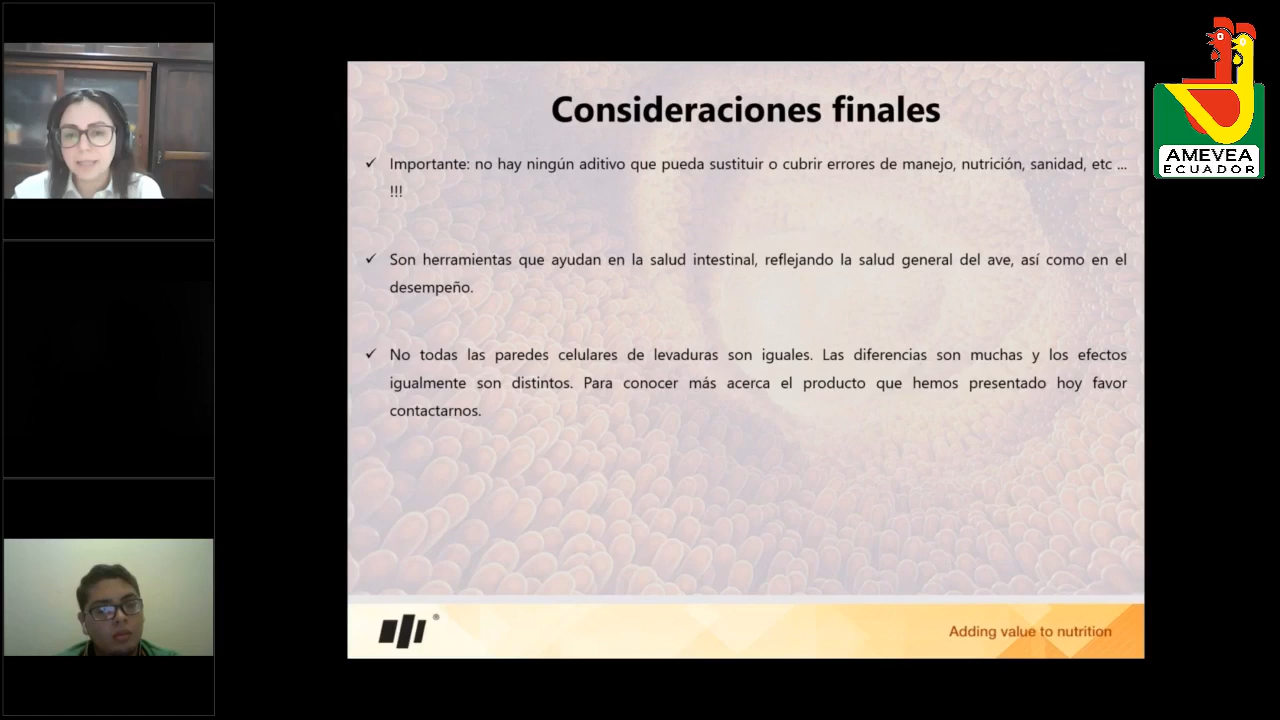 Consideraciones finales
✓ Importante: no hay ningún aditivo que pueda sustituir o cubrir errores de manejo, nutrición, sanidad, etc ...
!!!
✓ Son herramientas que ayudan en la salud intestinal, reflejando la salud general del ave, así como en el
desempeño.
✓ No todas las paredes celulares de levaduras son iguales. Las diferencias son muchas y los efectos
igualmente son distintos. Para conocer más acerca el producto que hemos presentado hoy favor
contactarnos.
®
Adding value to nutrition
AMEVEA
ECUADOR